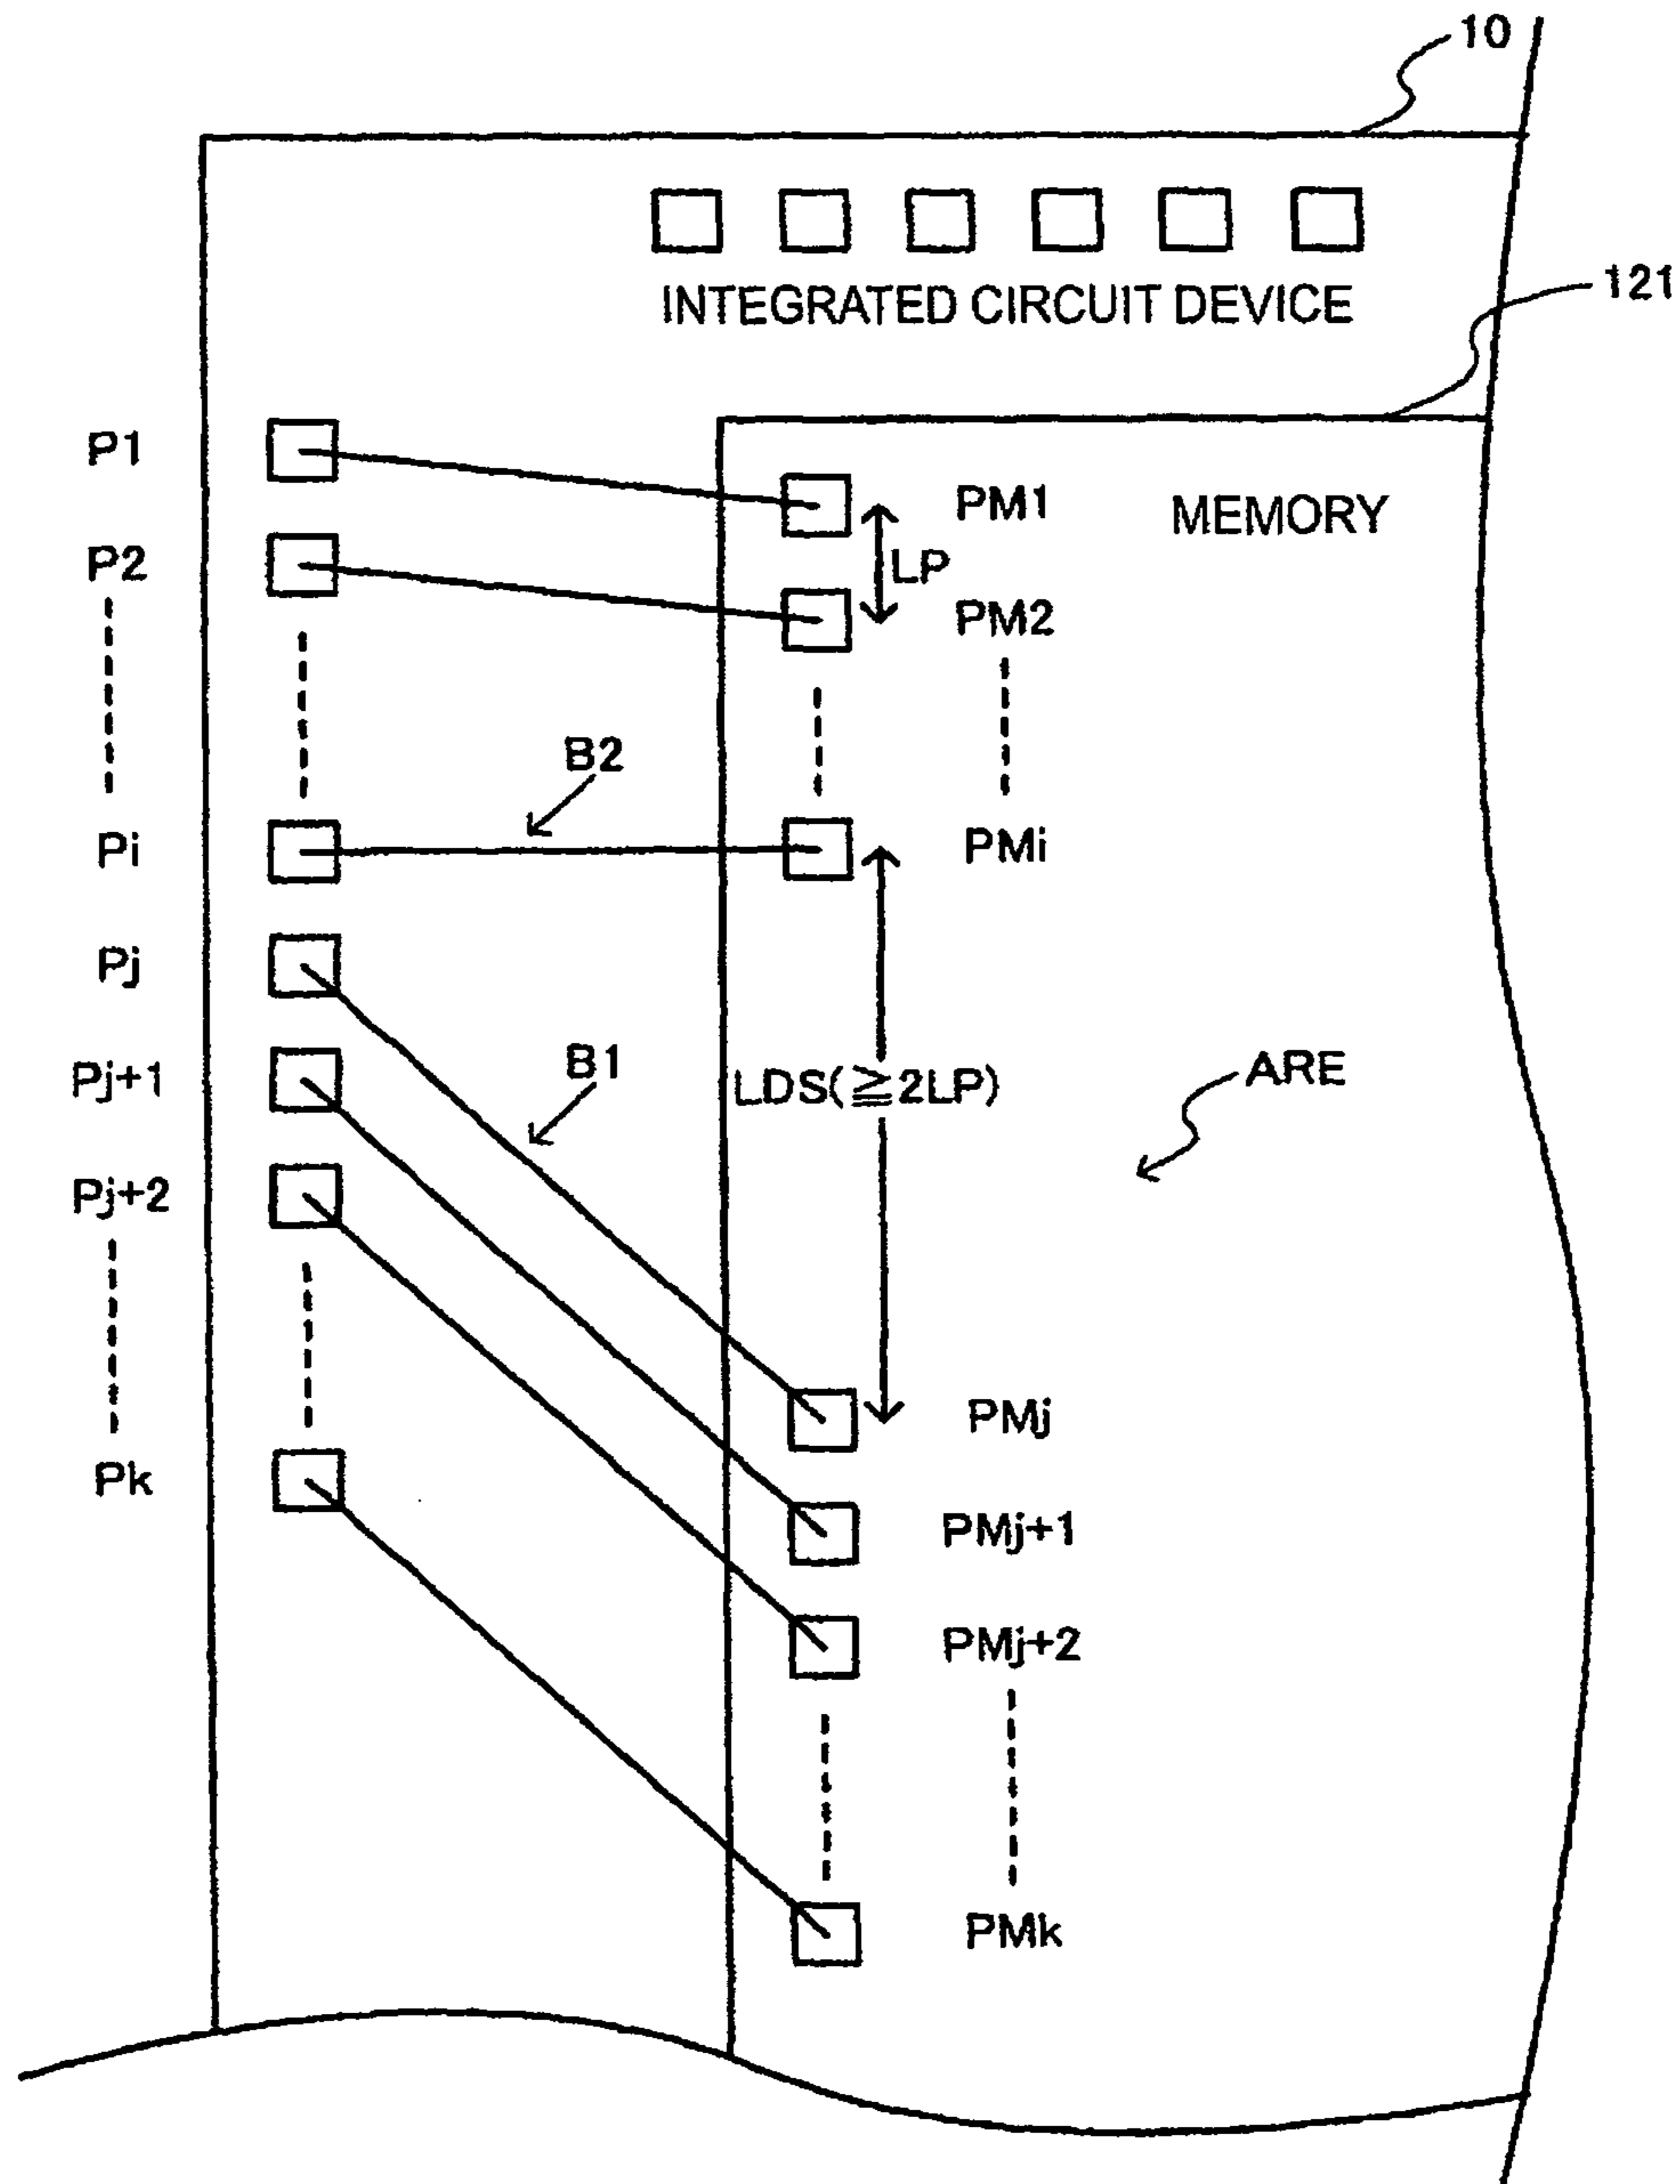 10
INTEGRATED CIRCUIT DEVICE
121
P1
PM1
MEMORY
P2
LP
PM2
B2
Pi
PMi
Pj
Pj+1
B1
LDS(≧2LP)
ARE
Pj+2
PMj
Pk
PMj+1
PMj+2
PMk